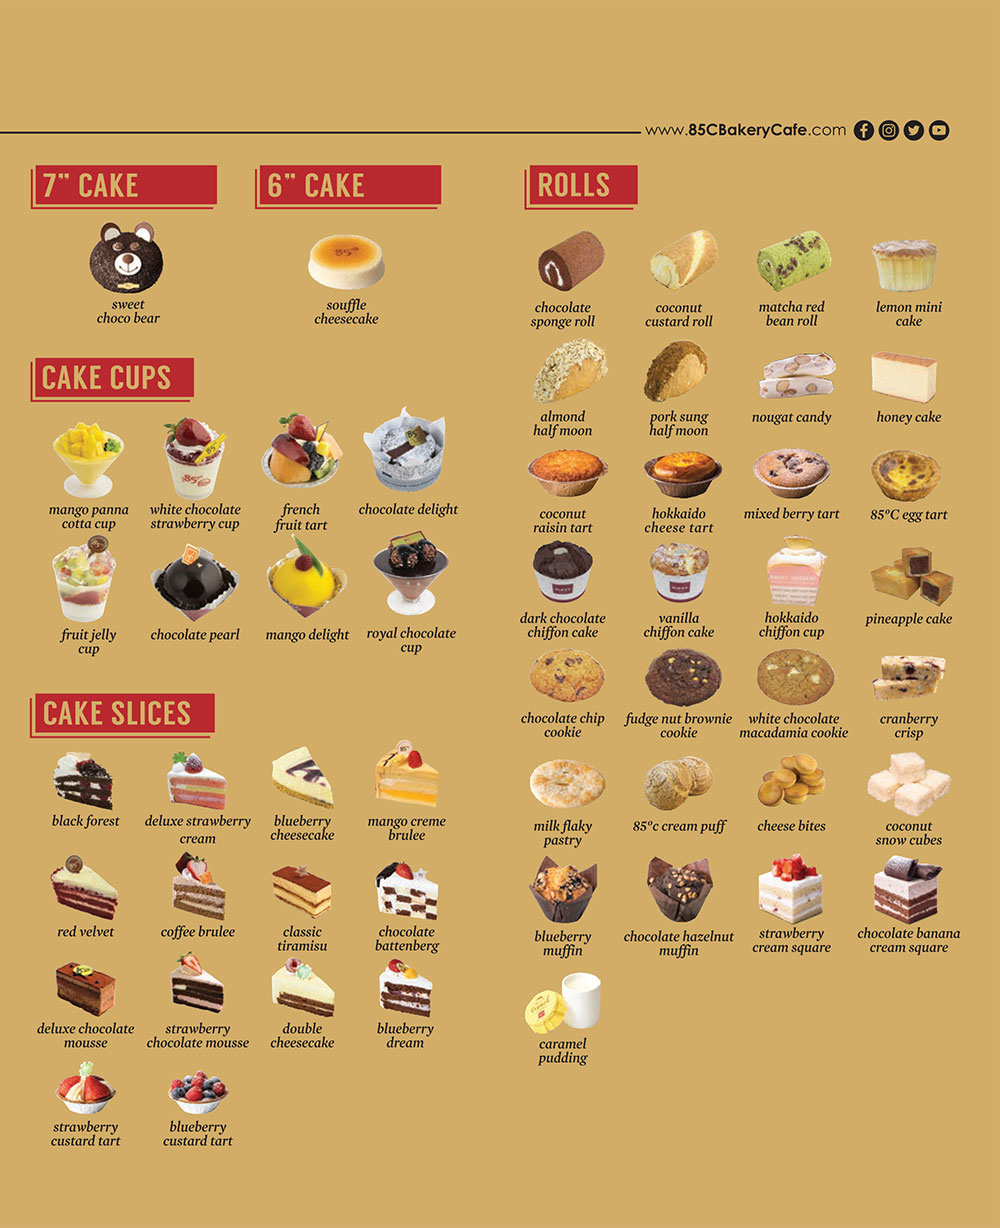 www.85CBakeryCafe.com
7” CAKE
sweet
choco bear
6” CAKE
souffle
cheesecake
CAKE CUPS
mango panna
cotta cup
white chocolate
strawberry cup
french
fruit tart
chocolate delight
fruit jelly
cup
chocolate pearl
mango delight
royal chocolate
cup
CAKE SLICES
black forest
deluxe strawberry
cream
blueberry
cheesecake
mango creme
brulee
red velvet
coffee brulee
classic
tiramisu
chocolate
battenberg
deluxe chocolate
mousse
strawberry
chocolate mousse
double
cheesecake
blueberry
dream
strawberry
custard tart
blueberry
custard tart
ROLLS
chocolate
sponge roll
coconut
custard roll
matcha red
bean roll
lemon mini
cake
almond
half moon
pork sung
half moon
nougat candy
honey cake
coconut
raisin tart
hokkaido
cheese tart
mixed berry tart
85ºC egg tart
dark chocolate
chiffon cake
vanilla
chiffon cake
hokkaido
chiffon cup
pineapple cake
chocolate chip
cookie
fudge nut brownie
cookie
white chocolate
macadamia cookie
cranberry
crisp
milk flaky
pastry
85ºc cream puff
cheese bites
coconut
snow cubes
blueberry
muffin
chocolate hazelnut
muffin
strawberry
cream square
chocolate banana
cream square
caramel
pudding